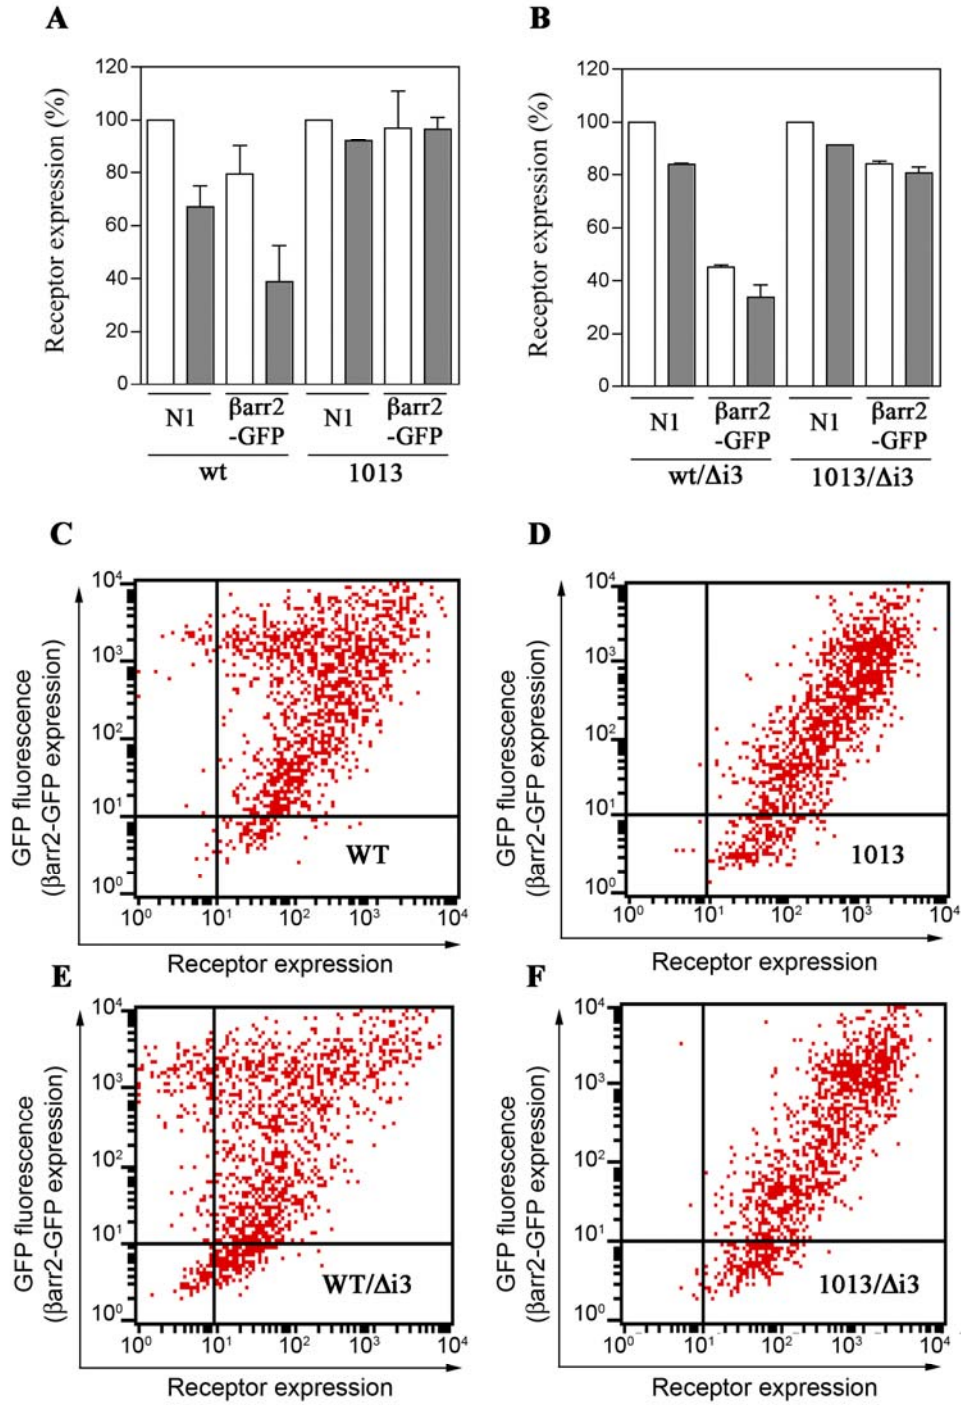 A
B
Receptor expression (%)
120
100
80
60
40
20
0
N1
βarr2
-GFP
N1
βarr2
-GFP
wt
1013
Receptor expression (%)
120
100
80
60
40
20
0
N1
βarr2
-GFP
N1
βarr2
-GFP
wt/Δi3
1013/Δi3
C
D
GFP fluorescence
(βarr2-GFP expression)
10⁴
10³
10²
10¹
10⁰
WT
10⁰ 10¹ 10² 10³ 10⁴
Receptor expression
GFP fluorescence
(βarr2-GFP expression)
10⁴
10³
10²
10¹
10⁰
1013
10⁰ 10¹ 10² 10³ 10⁴
Receptor expression
E
F
GFP fluorescence
(βarr2-GFP expression)
10⁴
10³
10²
10¹
10⁰
WT/Δi3
10⁰ 10¹ 10² 10³ 10⁴
Receptor expression
GFP fluorescence
(βarr2-GFP expression)
10⁴
10³
10²
10¹
10⁰
1013/Δi3
10⁰ 10¹ 10² 10³ 10⁴
Receptor expression